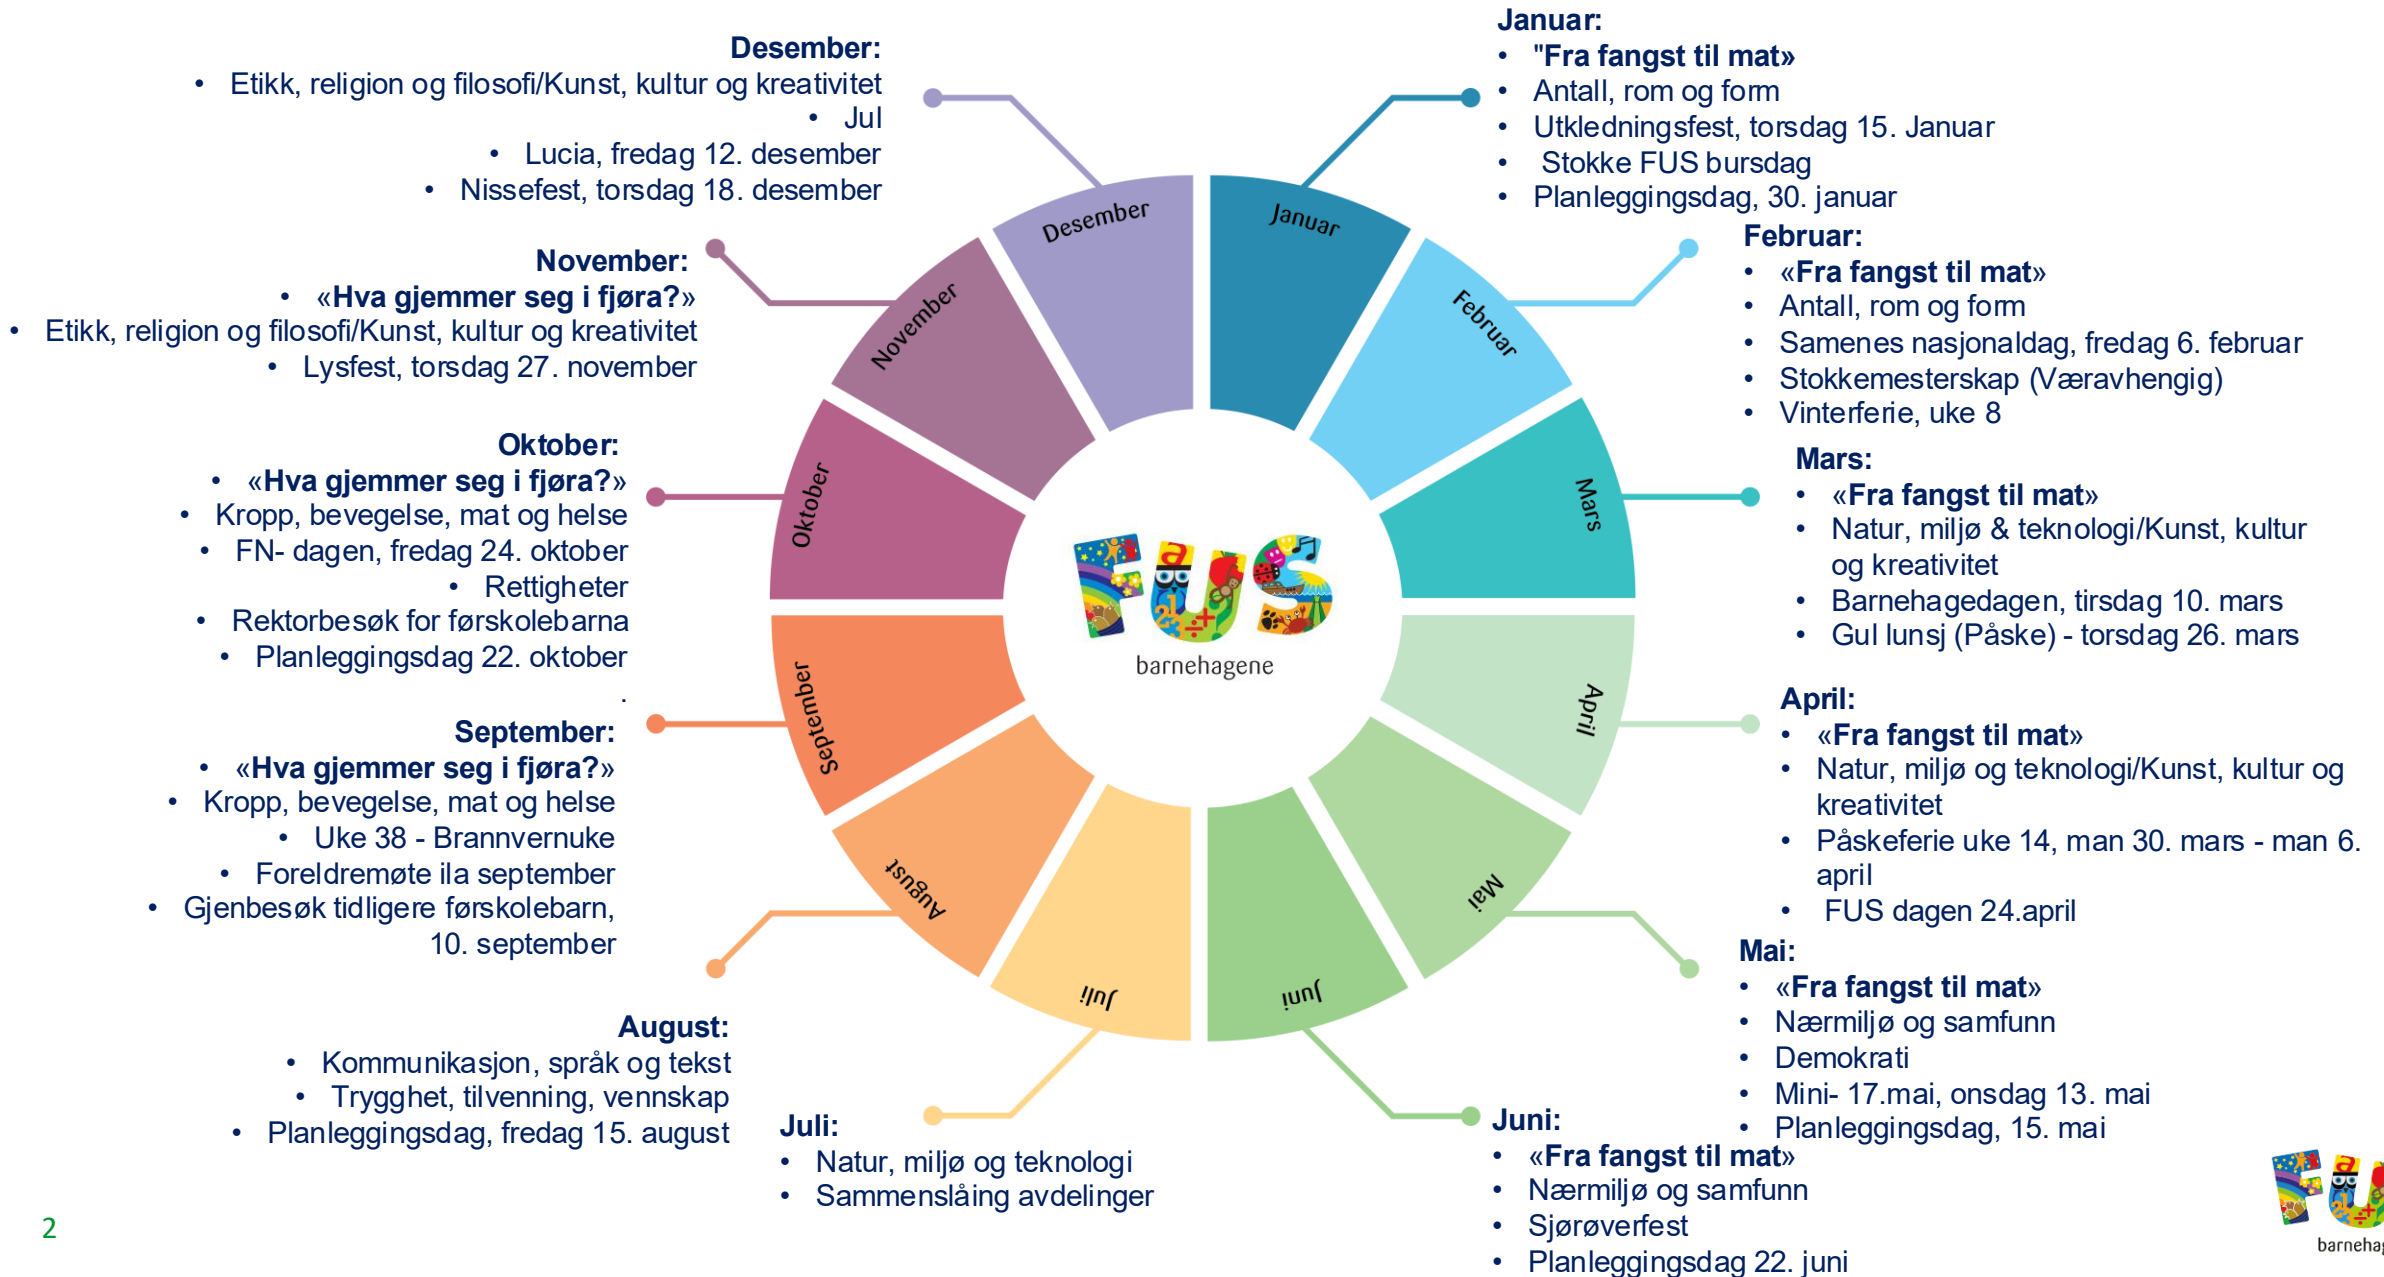 Januar:
• "Fra fangst til mat»
• Antall, rom og form
• Utkledningsfest, torsdag 15. Januar
• Stokke FUS bursdag
• Planleggingsdag, 30. januar
Februar:
• «Fra fangst til mat»
• Antall, rom og form
• Samenes nasjonaldag, fredag 6. februar
• Stokkemesterskap (Væravhengig)
• Vinterferie, uke 8
Mars:
• «Fra fangst til mat»
• Natur, miljø & teknologi/Kunst, kultur
og kreativitet
• Barnehagedagen, tirsdag 10. mars
• Gul lunsj (Påske) - torsdag 26. mars
April:
• «Fra fangst til mat»
• Natur, miljø og teknologi/Kunst, kultur og
kreativitet
• Påskeferie uke 14, man 30. mars - man 6.
april
• FUS dagen 24.april
Mai:
• «Fra fangst til mat»
• Nærmiljø og samfunn
• Demokrati
• Mini- 17.mai, onsdag 13. mai
• Planleggingsdag, 15. mai
Juni:
• «Fra fangst til mat»
• Nærmiljø og samfunn
• Sjørøverfest
• Planleggingsdag 22. juni
Juli:
• Natur, miljø og teknologi
• Sammenslåing avdelinger
August:
• Kommunikasjon, språk og tekst
• Trygghet, tilvenning, vennskap
• Planleggingsdag, fredag 15. august
September:
• «Hva gjemmer seg i fjøra?»
• Kropp, bevegelse, mat og helse
• Uke 38 - Brannvernuke
• Foreldremøte ila september
• Gjenbesøk tidligere førskolebarn,
10. september
Oktober:
• «Hva gjemmer seg i fjøra?»
• Kropp, bevegelse, mat og helse
• FN- dagen, fredag 24. oktober
• Rettigheter
• Rektorbesøk for førskolebarna
• Planleggingsdag 22. oktober
.
November:
• «Hva gjemmer seg i fjøra?»
• Etikk, religion og filosofi/Kunst, kultur og kreativitet
• Lysfest, torsdag 27. november
Desember:
• Etikk, religion og filosofi/Kunst, kultur og kreativitet
• Jul
• Lucia, fredag 12. desember
• Nissefest, torsdag 18. desember
Januar
Februar
Mars
April
Mai
Juni
Juli
August
September
Oktober
November
Desember
FUS
barnehagene
2
FU
barneha